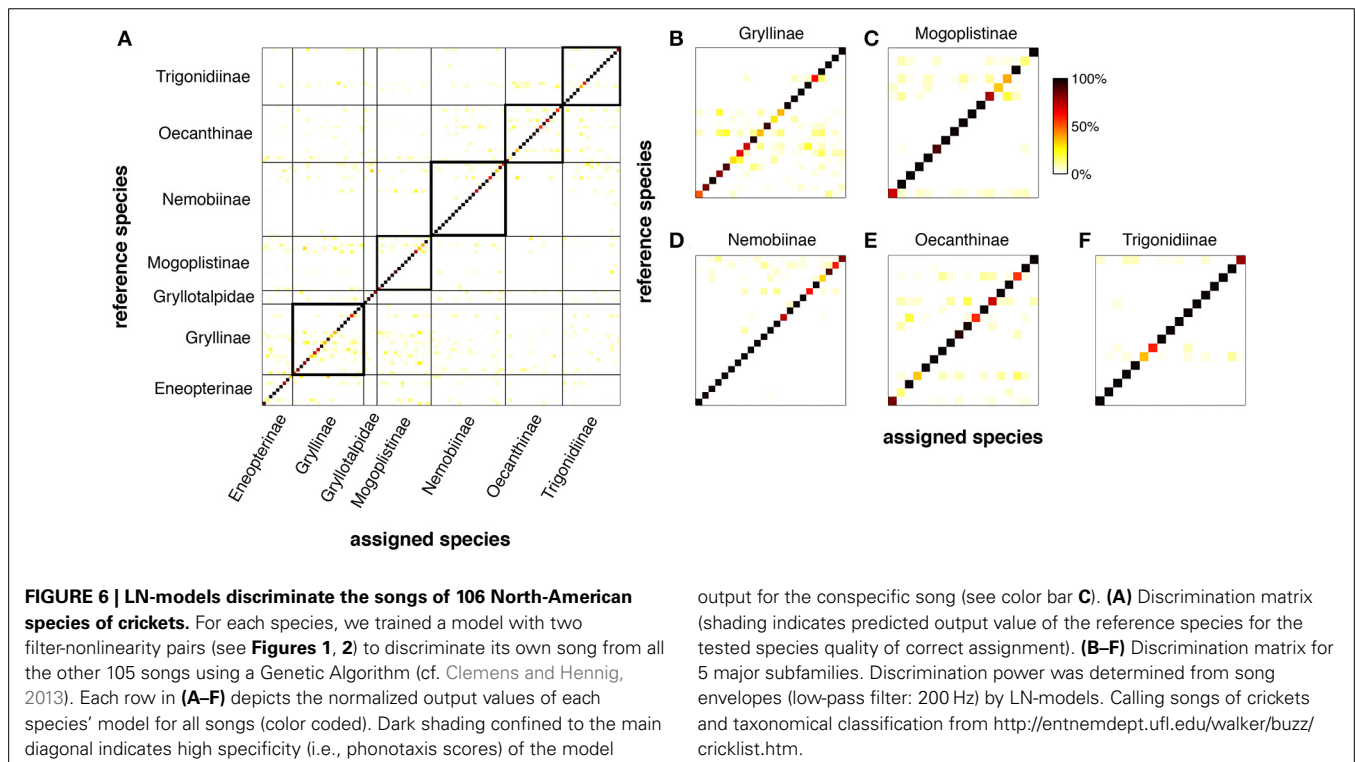 A
Trigonidiinae
Oecanthinae
Nemobiinae
Mogoplistinae
Gryllotalpidae
Gryllinae
Eneopterinae
reference species
Eneopterinae
Gryllinae
Gryllotalpidae
Mogoplistinae
Nemobiinae
Oecanthinae
Trigonidiinae
assigned species
B
Gryllinae
C
Mogoplistinae
100%
50%
0%
reference species
D
Nemobiinae
E
Oecanthinae
F
Trigonidiinae
assigned species
FIGURE 6 | LN-models discriminate the songs of 106 North-American
species of crickets. For each species, we trained a model with two
filter-nonlinearity pairs (see Figures 1, 2) to discriminate its own song from all
the other 105 songs using a Genetic Algorithm (cf. Clemens and Hennig,
2013). Each row in (A–F) depicts the normalized output values of each
species' model for all songs (color coded). Dark shading confined to the main
diagonal indicates high specificity (i.e., phonotaxis scores) of the model
output for the conspecific song (see color bar C). (A) Discrimination matrix
(shading indicates predicted output value of the reference species for the
tested species quality of correct assignment). (B–F) Discrimination matrix for
5 major subfamilies. Discrimination power was determined from song
envelopes (low-pass filter: 200 Hz) by LN-models. Calling songs of crickets
and taxonomical classification from http://entnemdept.ufl.edu/walker/buzz/
cricklist.htm.